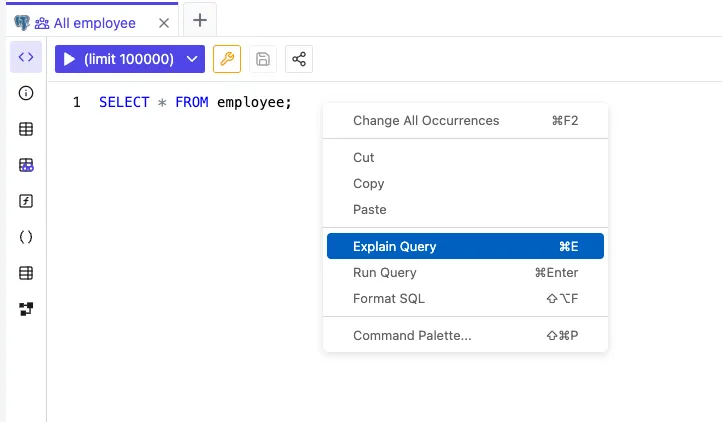 All employee
(limit 100000)
1 SELECT * FROM employee;
Change All Occurrences ⌘F2
Cut
Copy
Paste
Explain Query ⌘E
Run Query ⌘Enter
Format SQL ⇧⌥F
Command Palette... ⇧⌘P